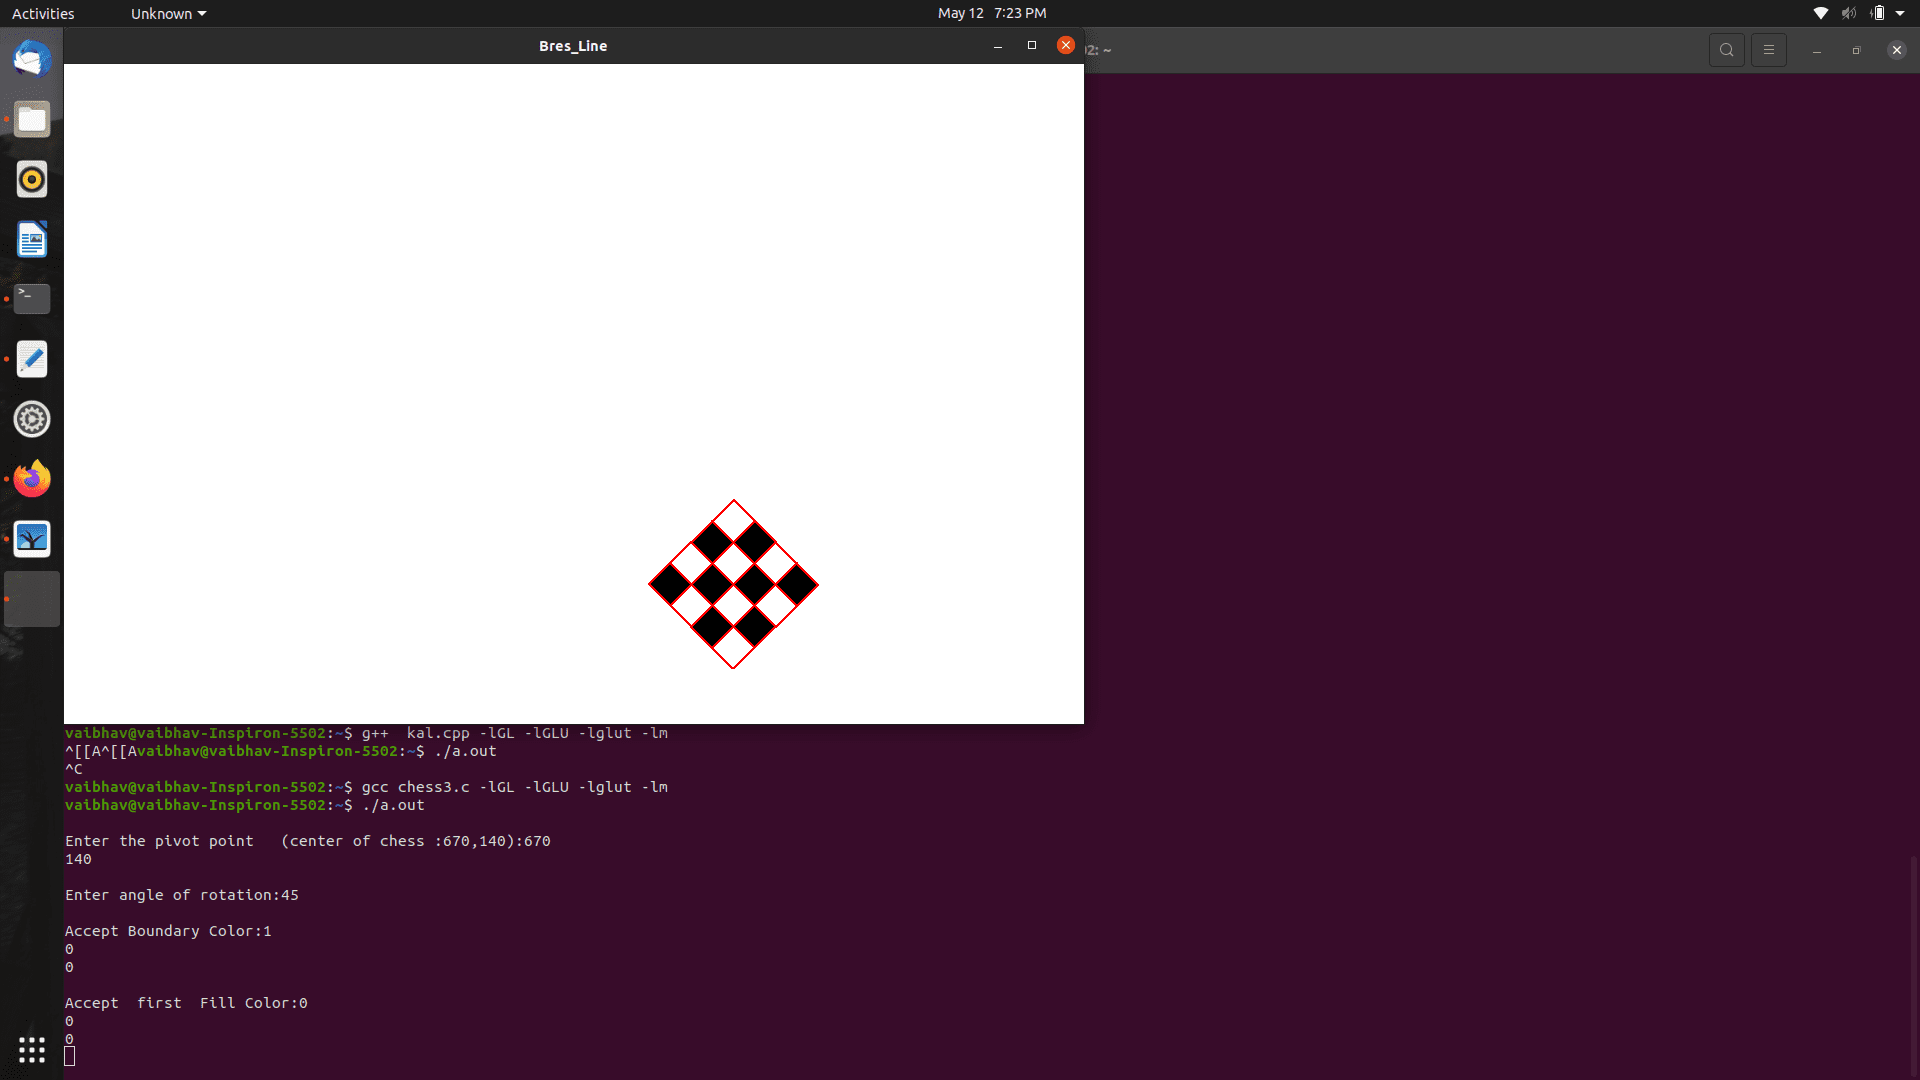 Activities
Unknown
May 12 7:23 PM
Bres_Line
02: ~
>_
vaibhav@vaibhav-Inspiron-5502:~$ g++  kal.cpp -lGL -lGLU -lglut -lm
^[[A^[[Avaibhav@vaibhav-Inspiron-5502:~$ ./a.out
^C
vaibhav@vaibhav-Inspiron-5502:~$ gcc chess3.c -lGL -lGLU -lglut -lm
vaibhav@vaibhav-Inspiron-5502:~$ ./a.out
Enter the pivot point   (center of chess :670,140):670
140
Enter angle of rotation:45
Accept Boundary Color:1
0
0
Accept  first  Fill Color:0
0
0